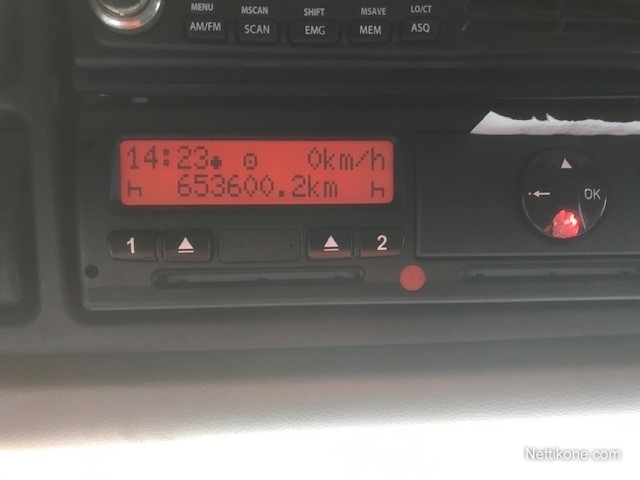 MENU MSCAN SHIFT MSAVE LO/CT
AM/FM SCAN EMG MEM ASQ
14:23 0km/h
653600.2km
1 2
OK
Nettikone.com